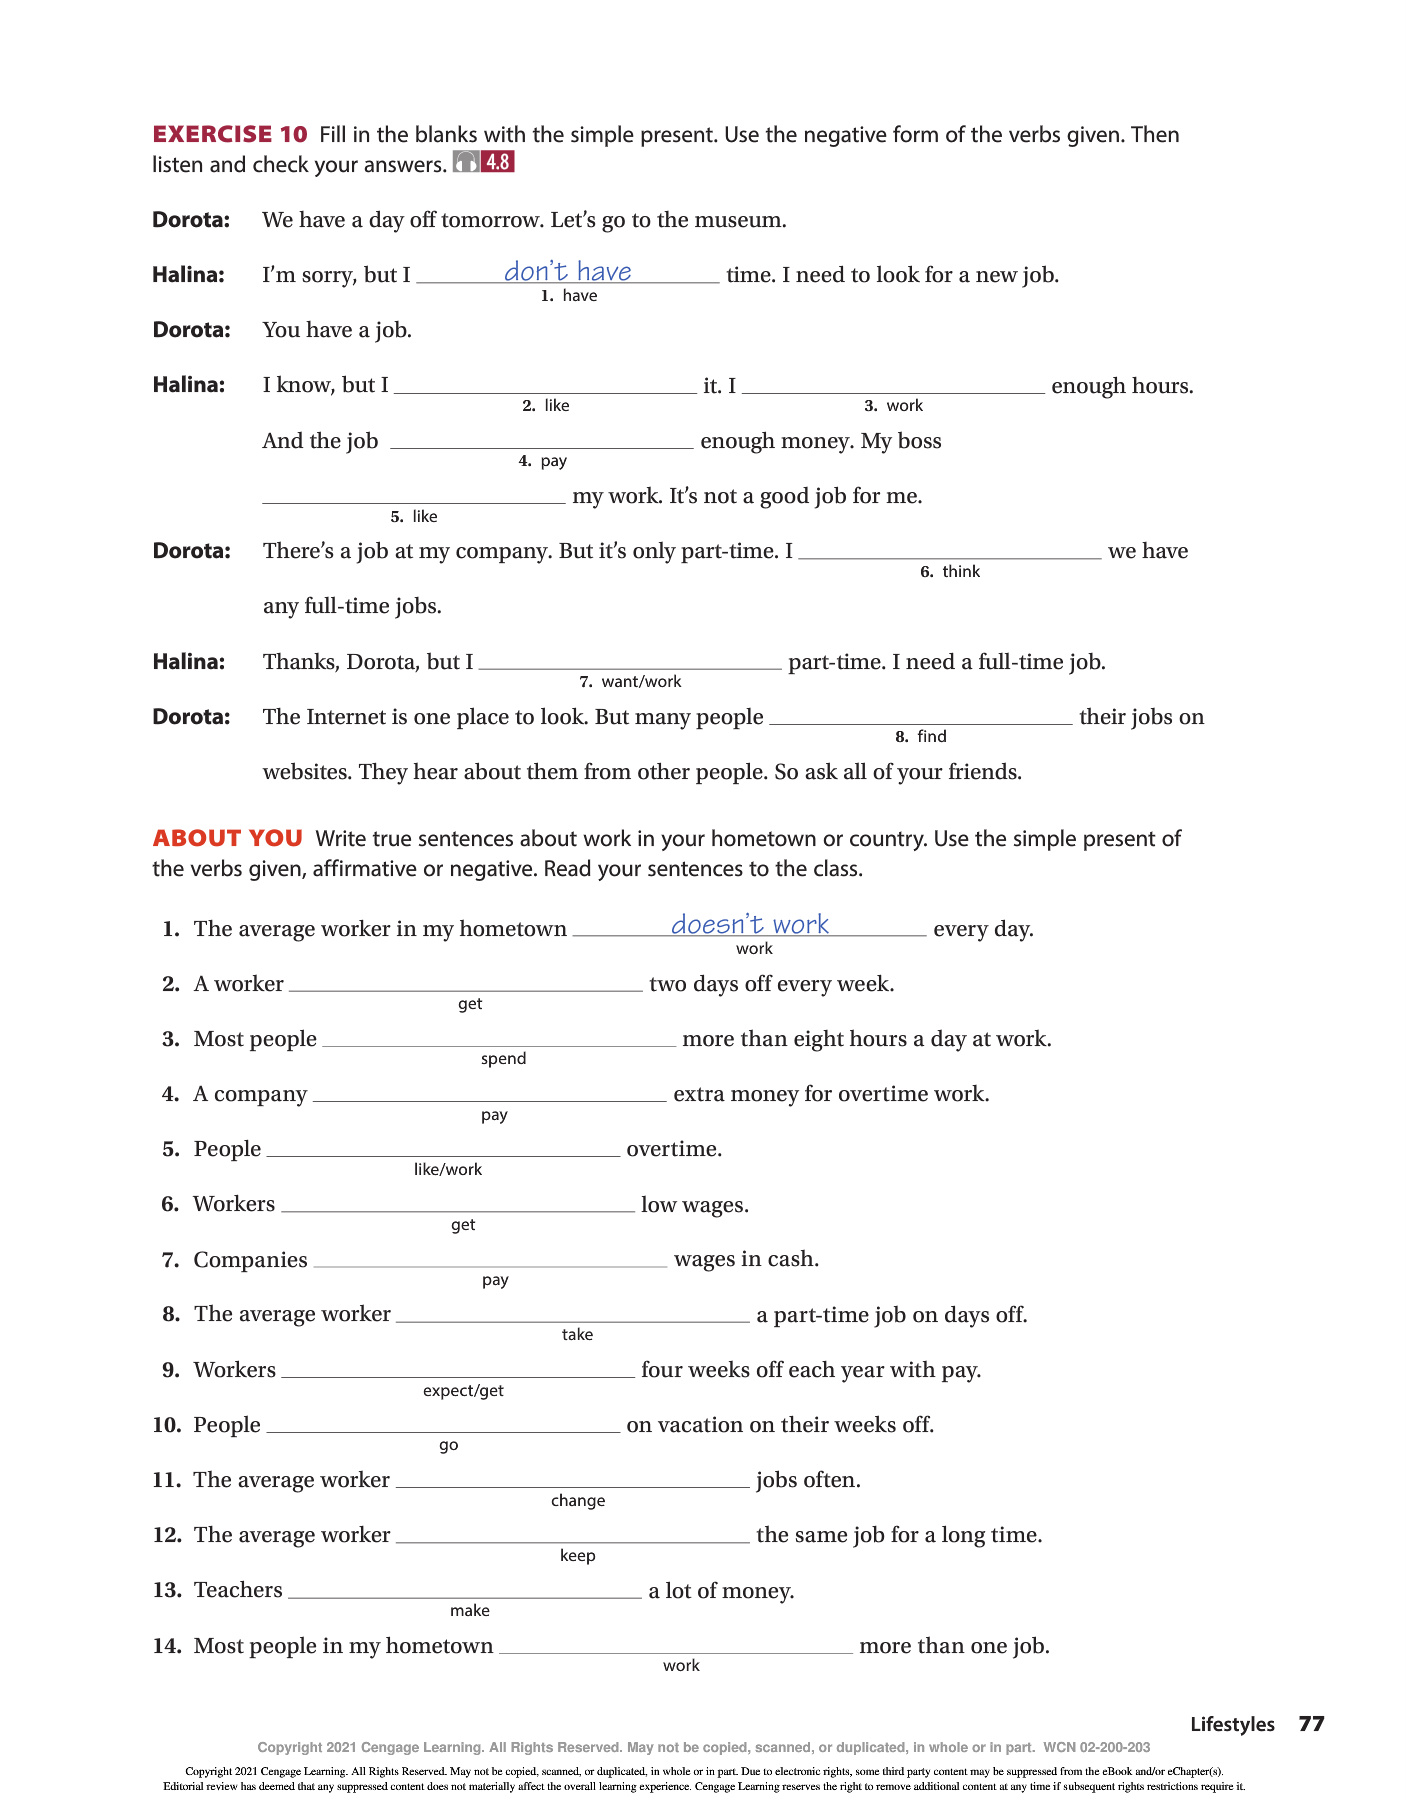 EXERCISE 10 Fill in the blanks with the simple present. Use the negative form of the verbs given. Then
listen and check your answers. 4.8
Dorota: We have a day off tomorrow. Let's go to the museum.
Halina: I'm sorry, but I don't have time. I need to look for a new job.
1. have
Dorota: You have a job.
Halina: I know, but I ____ it. I ____ enough hours.
2. like 3. work
And the job ____ enough money. My boss
4. pay
____ my work. It's not a good job for me.
5. like
Dorota: There's a job at my company. But it's only part-time. I ____ we have
6. think
any full-time jobs.
Halina: Thanks, Dorota, but I ____ part-time. I need a full-time job.
7. want/work
Dorota: The Internet is one place to look. But many people ____ their jobs on
8. find
websites. They hear about them from other people. So ask all of your friends.
ABOUT YOU Write true sentences about work in your hometown or country. Use the simple present of
the verbs given, affirmative or negative. Read your sentences to the class.
1. The average worker in my hometown doesn't work every day.
work
2. A worker ____ two days off every week.
get
3. Most people ____ more than eight hours a day at work.
spend
4. A company ____ extra money for overtime work.
pay
5. People ____ overtime.
like/work
6. Workers ____ low wages.
get
7. Companies ____ wages in cash.
pay
8. The average worker ____ a part-time job on days off.
take
9. Workers ____ four weeks off each year with pay.
expect/get
10. People ____ on vacation on their weeks off.
go
11. The average worker ____ jobs often.
change
12. The average worker ____ the same job for a long time.
keep
13. Teachers ____ a lot of money.
make
14. Most people in my hometown ____ more than one job.
work
Lifestyles 77
Copyright 2021 Cengage Learning. All Rights Reserved. May not be copied, scanned, or duplicated, in whole or in part. WCN 02-200-203
Copyright 2021 Cengage Learning. All Rights Reserved. May not be copied, scanned, or duplicated, in whole or in part. Due to electronic rights, some third party content may be suppressed from the eBook and/or eChapter(s).
Editorial review has deemed that any suppressed content does not materially affect the overall learning experience. Cengage Learning reserves the right to remove additional content at any time if subsequent rights restrictions require it.